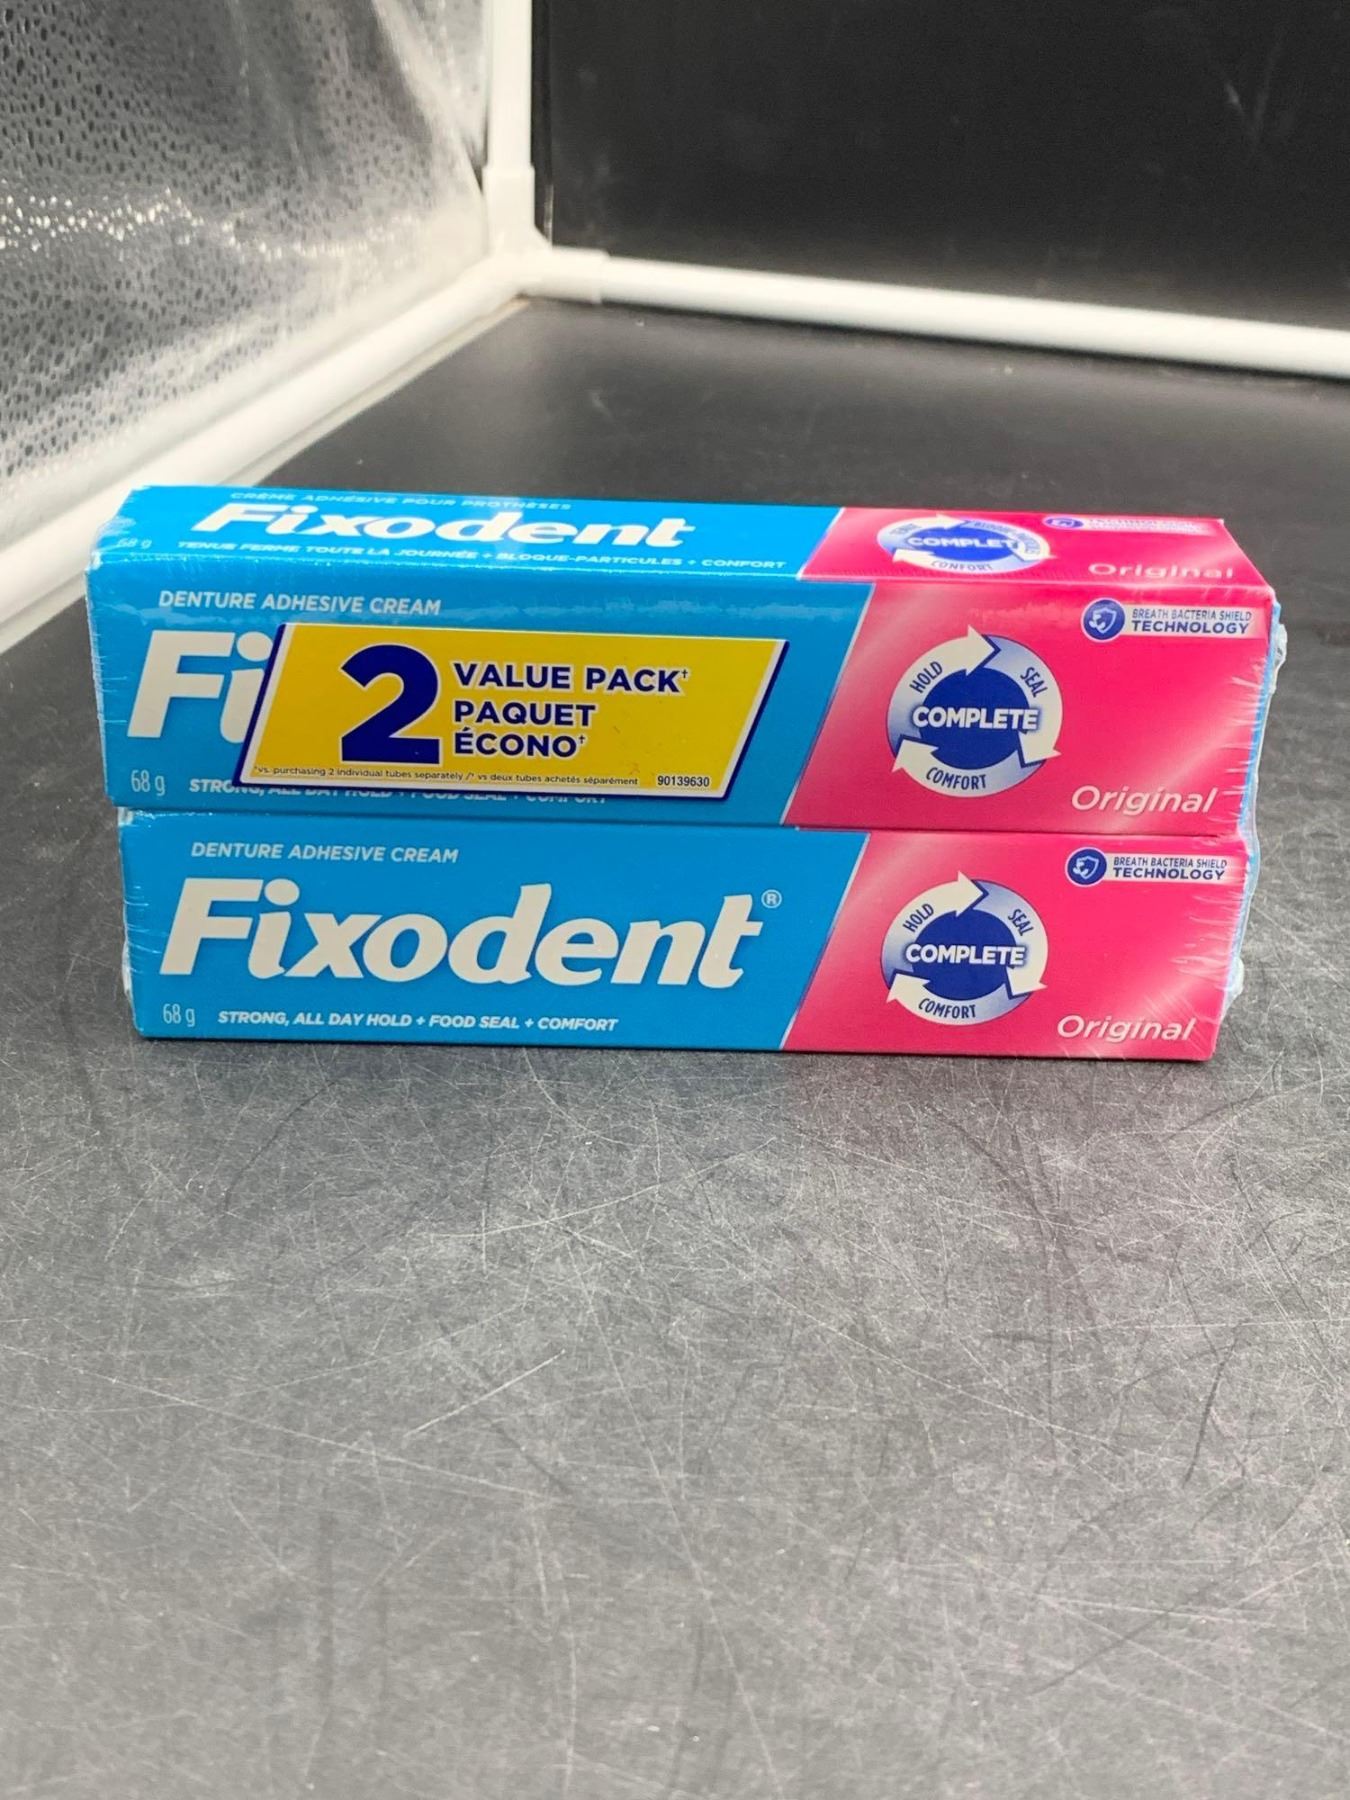 CRÈME ADHÉSIVE POUR PROTHÈSES
Fixodent
68 g
TENUE FERME TOUTE LA JOURNÉE + BLOQUE-PARTICULES + CONFORT
COMPLET
CONFORT
Original
DENTURE ADHESIVE CREAM
Fi
2 VALUE PACK†
PAQUET
ÉCONO†
†vs. purchasing 2 individual tubes separately /† vs deux tubes achetés séparément 90139630
68 g
STRONG, ALL DAY HOLD + FOOD SEAL + COMFORT
HOLD
SEAL
COMPLETE
COMFORT
BREATH BACTERIA SHIELD
TECHNOLOGY
Original
DENTURE ADHESIVE CREAM
Fixodent®
68 g STRONG, ALL DAY HOLD + FOOD SEAL + COMFORT
HOLD
SEAL
COMPLETE
COMFORT
BREATH BACTERIA SHIELD
TECHNOLOGY
Original